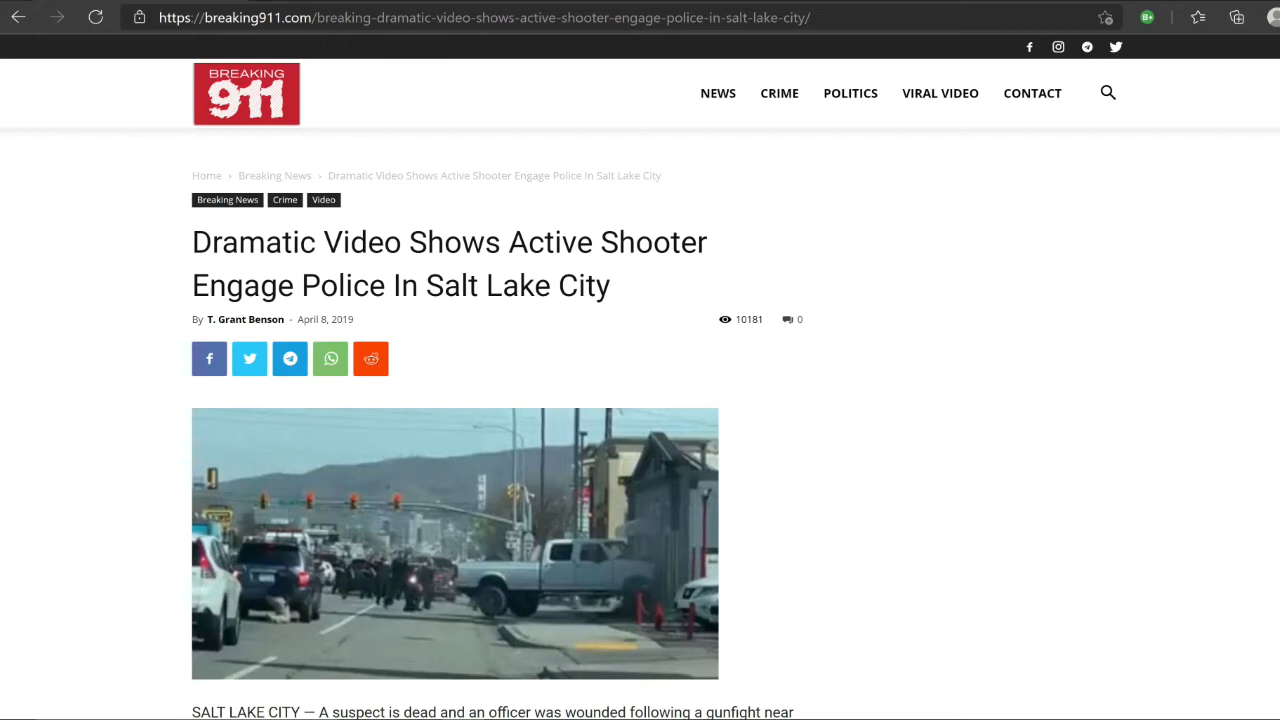 https://breaking911.com/breaking-dramatic-video-shows-active-shooter-engage-police-in-salt-lake-city/
BREAKING
911
NEWS
CRIME
POLITICS
VIRAL VIDEO
CONTACT
Home › Breaking News › Dramatic Video Shows Active Shooter Engage Police In Salt Lake City
Breaking News
Crime
Video
Dramatic Video Shows Active Shooter
Engage Police In Salt Lake City
By T. Grant Benson - April 8, 2019
10181
0
SALT LAKE CITY — A suspect is dead and an officer was wounded following a gunfight near